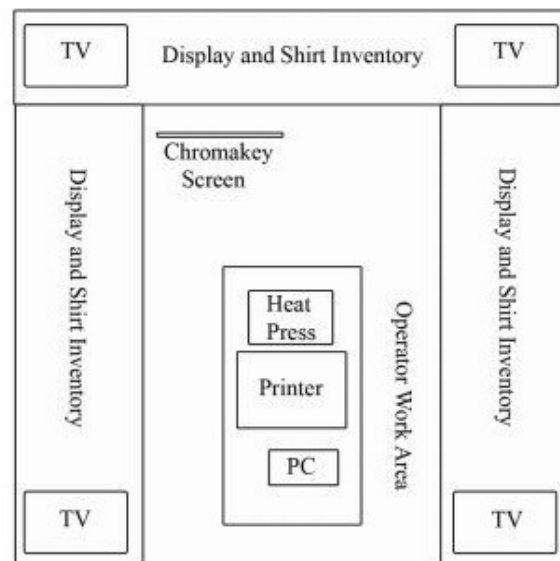 TV
Display and Shirt Inventory
TV
Chromakey
Screen
Display and Shirt Inventory
Heat
Press
Printer
PC
Operator Work Area
Display and Shirt Inventory
TV
TV